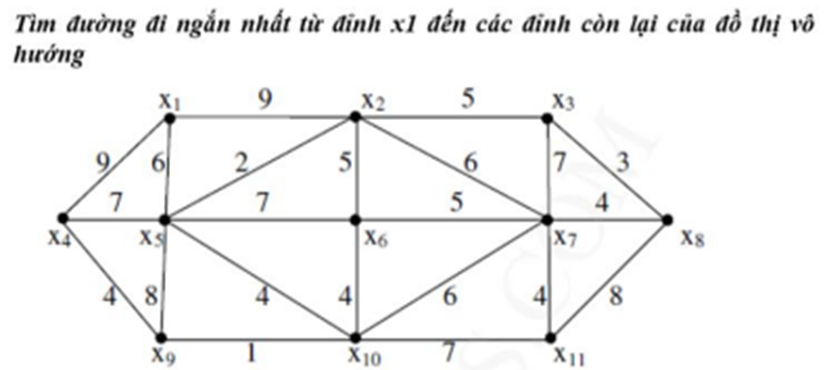 Tìm đường đi ngắn nhất từ đỉnh x1 đến các đỉnh còn lại của đồ thị vô
hướng
x1 9 x2 5 x3
9 6 2 5 6 7 3
7 7 5 4
x4 x5 x6 x7 x8
4 8 4 4 6 4 8
x9 1 x10 7 x11